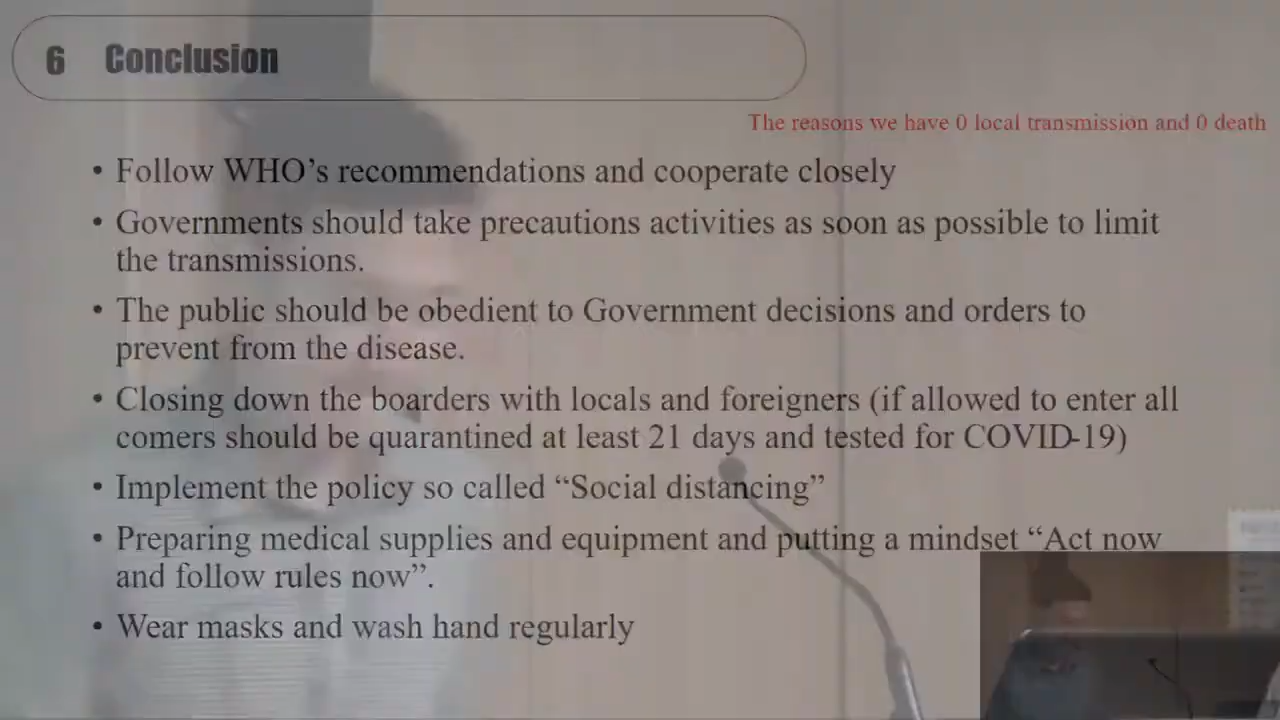 6 Conclusion
The reasons we have 0 local transmission and 0 death
• Follow WHO’s recommendations and cooperate closely
• Governments should take precautions activities as soon as possible to limit
the transmissions.
• The public should be obedient to Government decisions and orders to
prevent from the disease.
• Closing down the boarders with locals and foreigners (if allowed to enter all
comers should be quarantined at least 21 days and tested for COVID-19)
• Implement the policy so called “Social distancing”
• Preparing medical supplies and equipment and putting a mindset “Act now
and follow rules now”.
• Wear masks and wash hand regularly